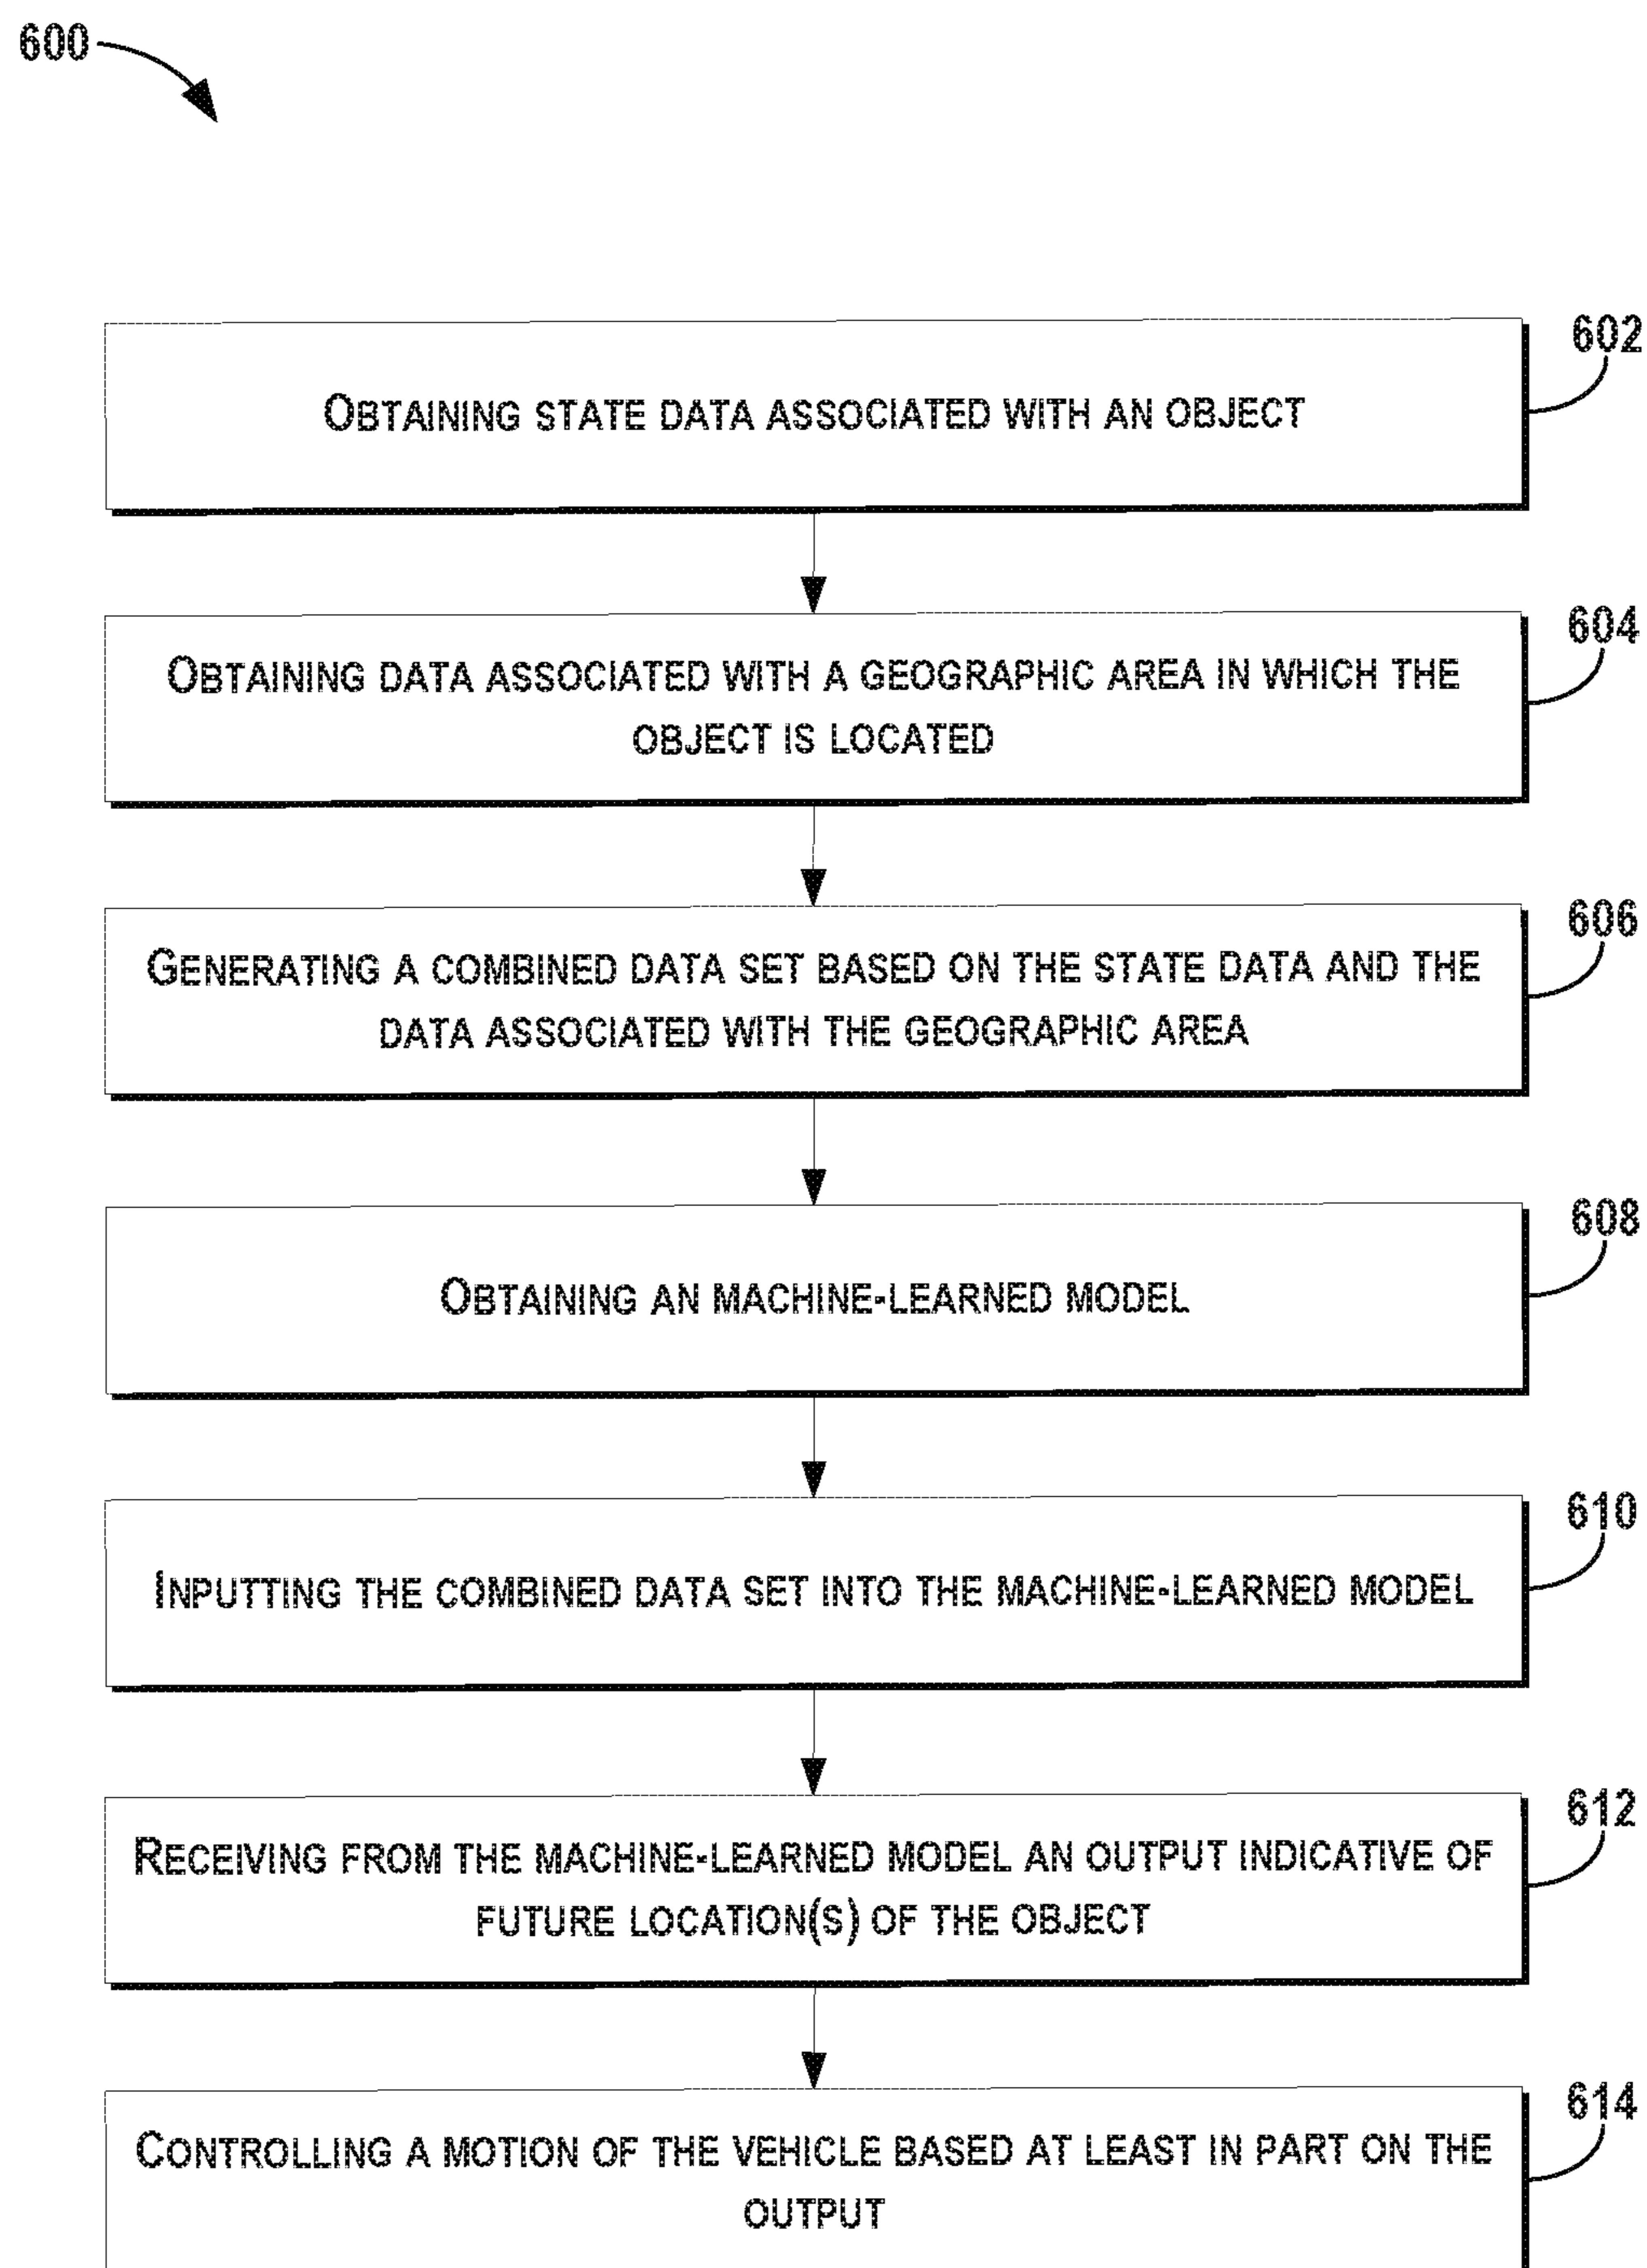 600
602
OBTAINING STATE DATA ASSOCIATED WITH AN OBJECT
604
OBTAINING DATA ASSOCIATED WITH A GEOGRAPHIC AREA IN WHICH THE
OBJECT IS LOCATED
606
GENERATING A COMBINED DATA SET BASED ON THE STATE DATA AND THE
DATA ASSOCIATED WITH THE GEOGRAPHIC AREA
608
OBTAINING AN MACHINE-LEARNED MODEL
610
INPUTTING THE COMBINED DATA SET INTO THE MACHINE-LEARNED MODEL
612
RECEIVING FROM THE MACHINE-LEARNED MODEL AN OUTPUT INDICATIVE OF
FUTURE LOCATION(S) OF THE OBJECT
614
CONTROLLING A MOTION OF THE VEHICLE BASED AT LEAST IN PART ON THE
OUTPUT